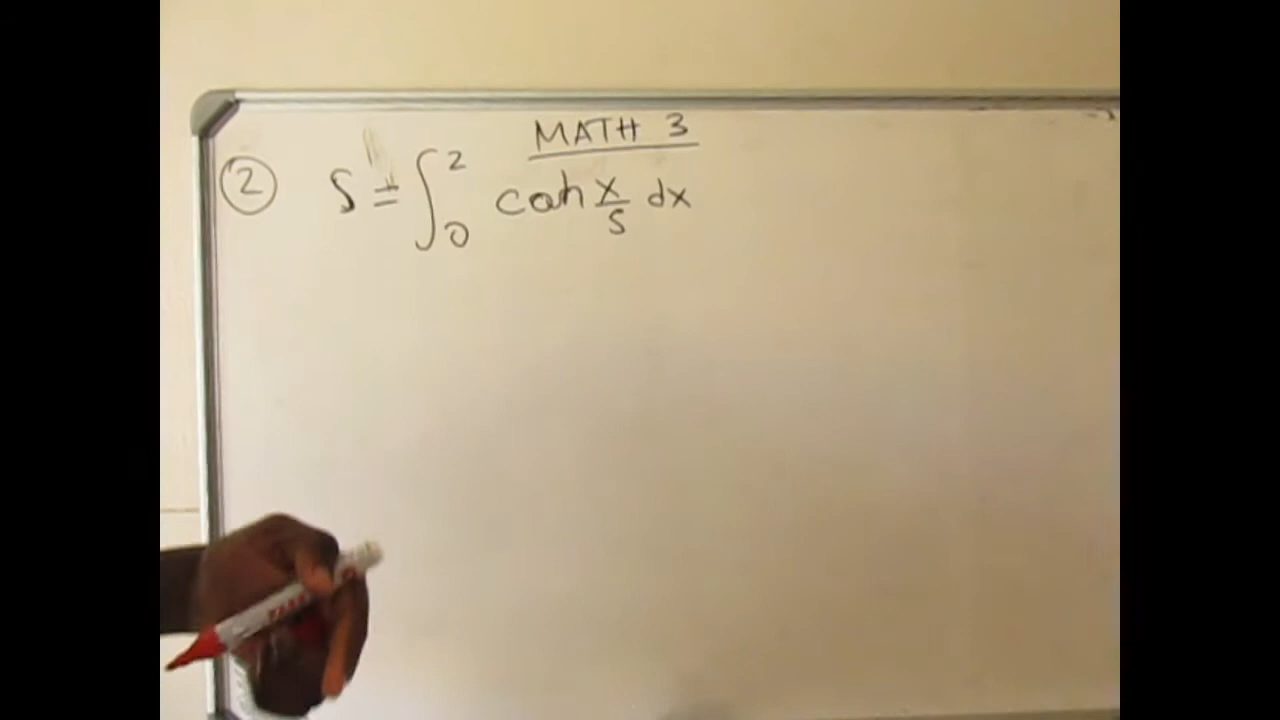 MATH 3
② S = ∫₀² cosh x/5 dx